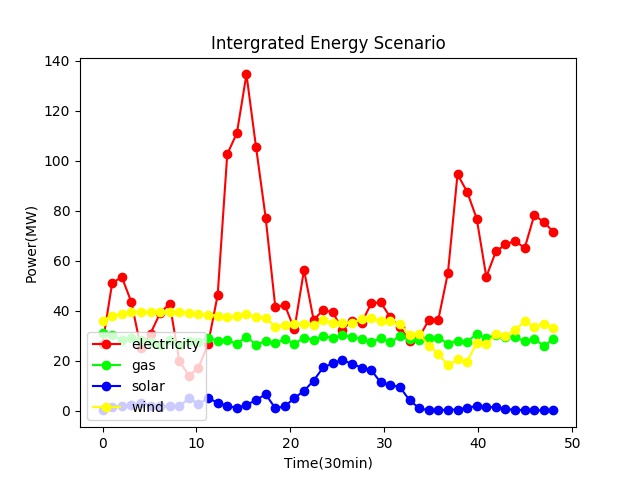 Intergrated Energy Scenario
Power(MW)
140
120
100
80
60
40
20
0
electricity
gas
solar
wind
0 10 20 30 40 50
Time(30min)